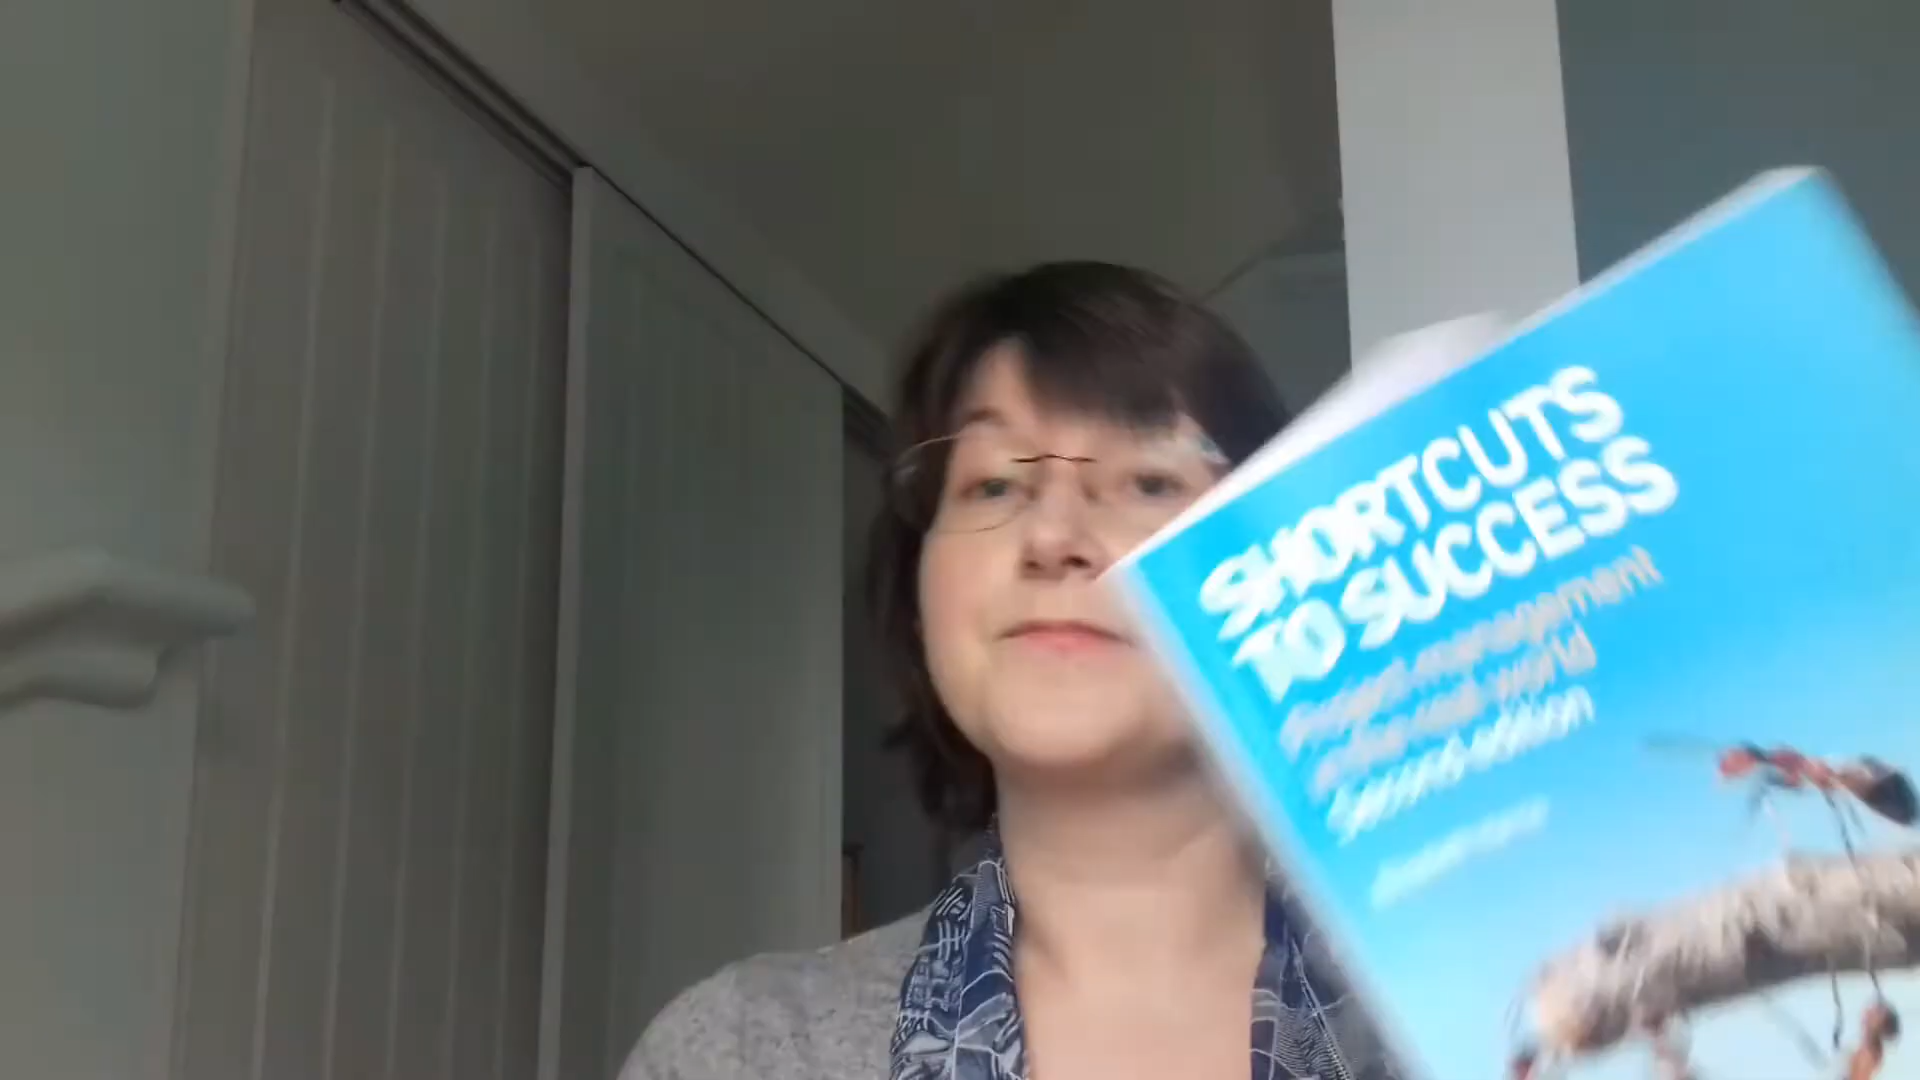 SHORTCUTS
TO SUCCESS
Project management
in the real world
Second edition